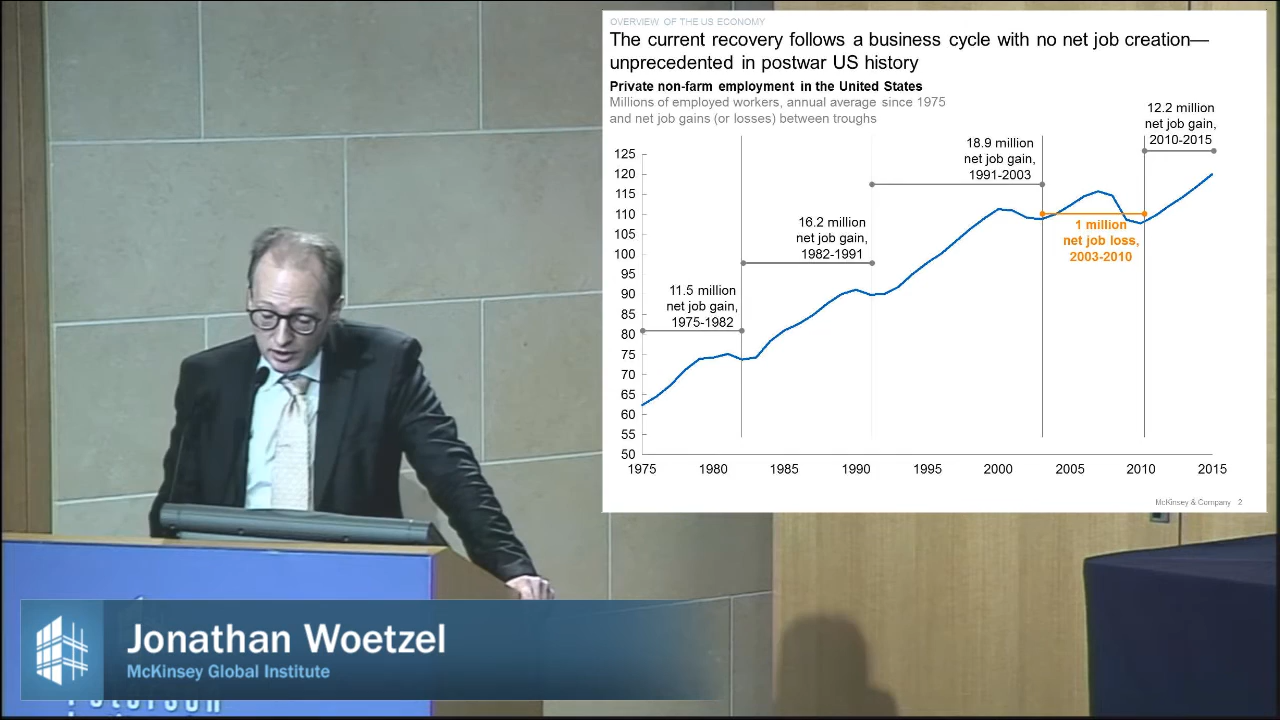 OVERVIEW OF THE US ECONOMY
The current recovery follows a business cycle with no net job creation—
unprecedented in postwar US history
Private non-farm employment in the United States
Millions of employed workers, annual average since 1975
and net job gains (or losses) between troughs
12.2 million
net job gain,
2010-2015
18.9 million
net job gain,
1991-2003
16.2 million
net job gain,
1982-1991
11.5 million
net job gain,
1975-1982
1 million
net job loss,
2003-2010
125
120
115
110
105
100
95
90
85
80
75
70
65
60
55
50
1975 1980 1985 1990 1995 2000 2005 2010 2015
McKinsey & Company 2
Jonathan Woetzel
McKinsey Global Institute
Peterson